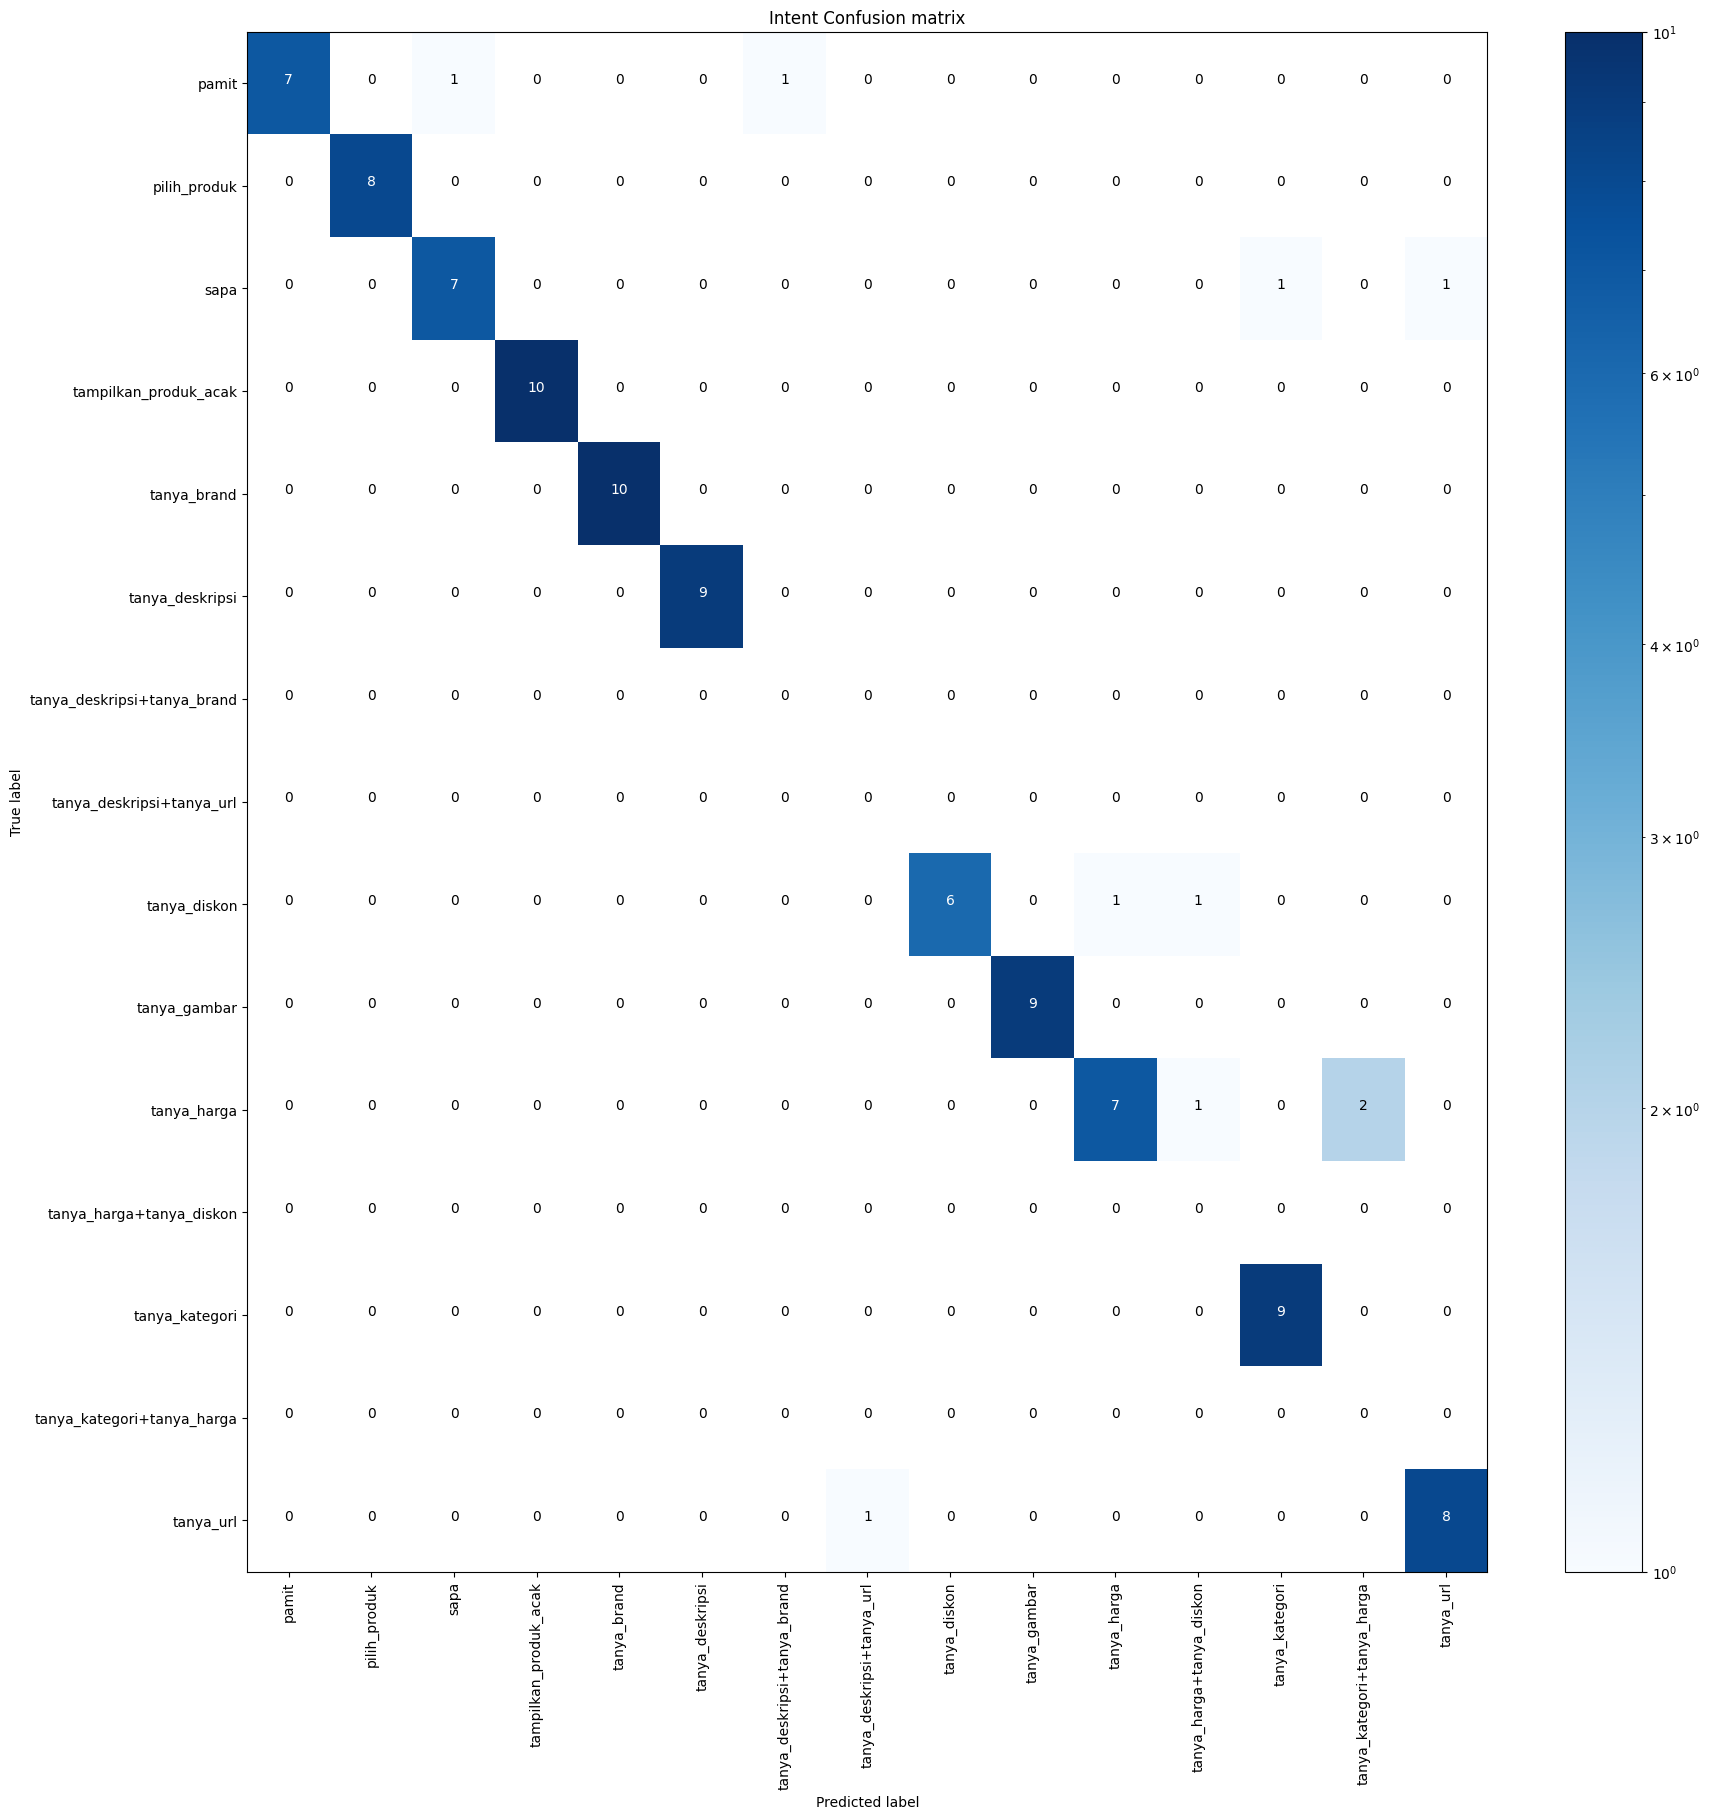 Intent Confusion matrix
pamit 7 0 1 0 0 0 1 0 0 0 0 0 0 0 0
pilih_produk 0 8 0 0 0 0 0 0 0 0 0 0 0 0 0
sapa 0 0 7 0 0 0 0 0 0 0 0 0 1 0 1
tampilkan_produk_acak 0 0 0 10 0 0 0 0 0 0 0 0 0 0 0
tanya_brand 0 0 0 0 10 0 0 0 0 0 0 0 0 0 0
tanya_deskripsi 0 0 0 0 0 9 0 0 0 0 0 0 0 0 0
tanya_deskripsi+tanya_brand 0 0 0 0 0 0 0 0 0 0 0 0 0 0 0
tanya_deskripsi+tanya_url 0 0 0 0 0 0 0 0 0 0 0 0 0 0 0
tanya_diskon 0 0 0 0 0 0 0 0 6 0 1 1 0 0 0
tanya_gambar 0 0 0 0 0 0 0 0 0 9 0 0 0 0 0
tanya_harga 0 0 0 0 0 0 0 0 0 0 7 1 0 2 0
tanya_harga+tanya_diskon 0 0 0 0 0 0 0 0 0 0 0 0 0 0 0
tanya_kategori 0 0 0 0 0 0 0 0 0 0 0 0 9 0 0
tanya_kategori+tanya_harga 0 0 0 0 0 0 0 0 0 0 0 0 0 0 0
tanya_url 0 0 0 0 0 0 0 1 0 0 0 0 0 0 8
True label
pamit
pilih_produk
sapa
tampilkan_produk_acak
tanya_brand
tanya_deskripsi
tanya_deskripsi+tanya_brand
tanya_deskripsi+tanya_url
tanya_diskon
tanya_gambar
tanya_harga
tanya_harga+tanya_diskon
tanya_kategori
tanya_kategori+tanya_harga
tanya_url
Predicted label
10¹
6 × 10⁰
4 × 10⁰
3 × 10⁰
2 × 10⁰
10⁰